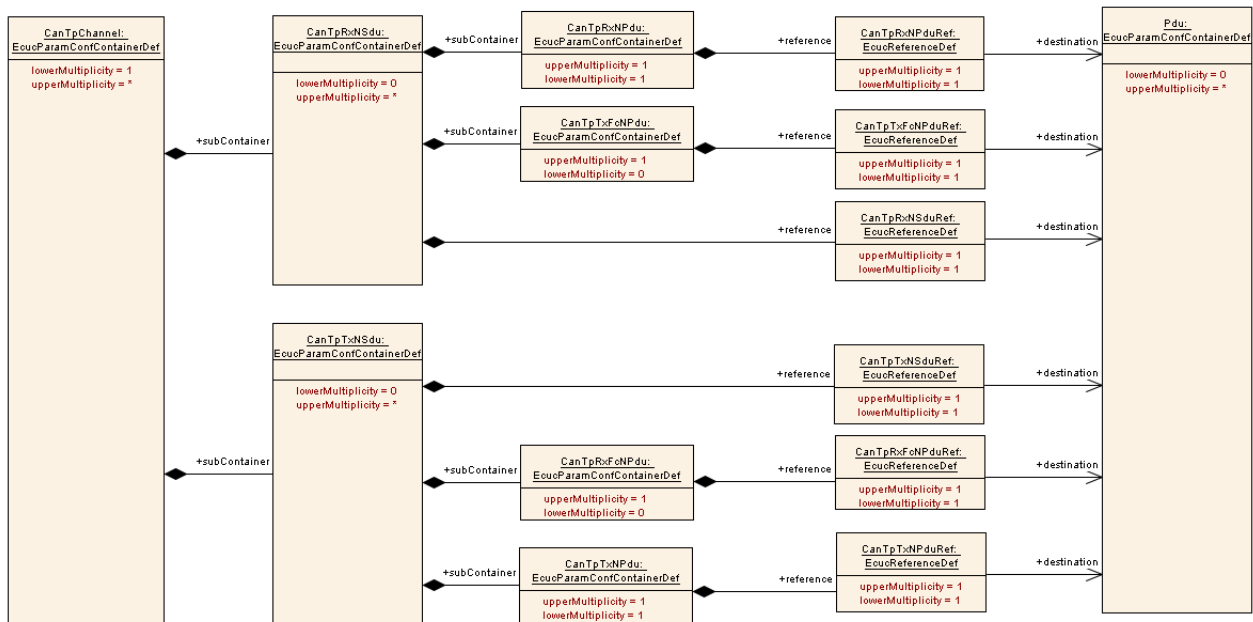 CanTpChannel:
EcucParamConfContainerDef
lowerMultiplicity = 1
upperMultiplicity = *
+subContainer
+subContainer
CanTpRxNSdu:
EcucParamConfContainerDef
lowerMultiplicity = 0
upperMultiplicity = *
+subContainer
CanTpRxNPdu:
EcucParamConfContainerDef
upperMultiplicity = 1
lowerMultiplicity = 1
+reference
CanTpRxNPduRef:
EcucReferenceDef
upperMultiplicity = 1
lowerMultiplicity = 1
+destination
Pdu:
EcucParamConfContainerDef
lowerMultiplicity = 0
upperMultiplicity = *
+subContainer
CanTpTxFcNPdu:
EcucParamConfContainerDef
upperMultiplicity = 1
lowerMultiplicity = 0
+reference
CanTpTxFcNPduRef:
EcucReferenceDef
upperMultiplicity = 1
lowerMultiplicity = 1
+destination
+reference
CanTpRxNSduRef:
EcucReferenceDef
upperMultiplicity = 1
lowerMultiplicity = 1
+destination
CanTpTxNSdu:
EcucParamConfContainerDef
lowerMultiplicity = 0
upperMultiplicity = *
+reference
CanTpTxNSduRef:
EcucReferenceDef
upperMultiplicity = 1
lowerMultiplicity = 1
+destination
+subContainer
CanTpRxFcNPdu:
EcucParamConfContainerDef
upperMultiplicity = 1
lowerMultiplicity = 0
+reference
CanTpRxFcNPduRef:
EcucReferenceDef
upperMultiplicity = 1
lowerMultiplicity = 1
+destination
+subContainer
CanTpTxNPdu:
EcucParamConfContainerDef
upperMultiplicity = 1
lowerMultiplicity = 1
+reference
CanTpTxNPduRef:
EcucReferenceDef
upperMultiplicity = 1
lowerMultiplicity = 1
+destination